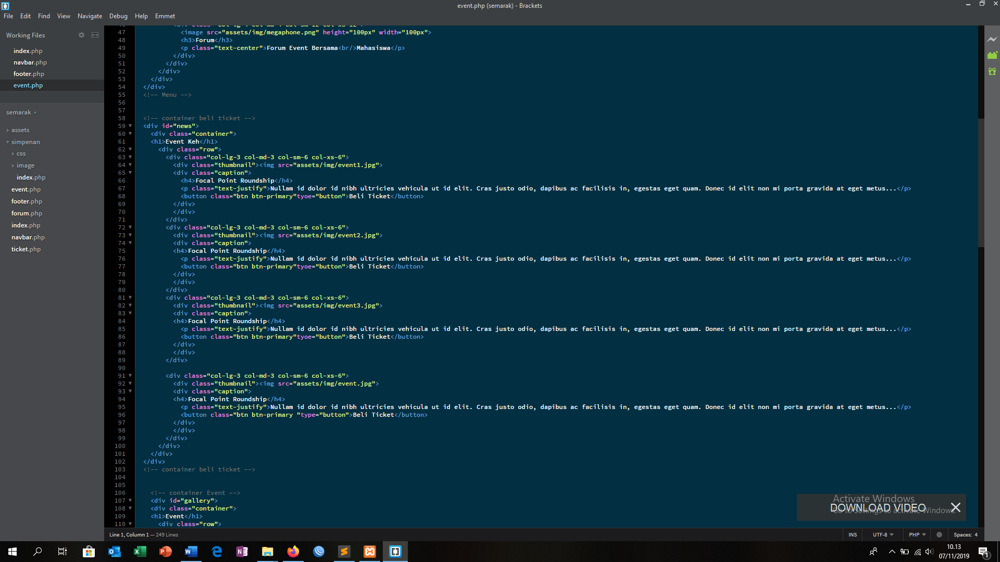 event.php (semarak) - Brackets
File Edit Find View Navigate Debug Help Emmet
Working Files
index.php
navbar.php
footer.php
event.php
semarak
assets
simpenan
css
image
index.php
event.php
footer.php
forum.php
index.php
navbar.php
ticket.php
47 <image src="assets/img/megaphone.png" height="100px" width="100px">
48 <h3>Forum</h3>
49 <p class="text-center">Forum Event Bersama<br/>Mahasiswa</p>
50 </div>
51 </div>
52 </div>
53 </div>
54 </div>
55 <!-- Menu -->
56
57
58 <!-- container beli ticket -->
59 <div id="news">
60 <div class="container">
61 <h1>Event Keh</h1>
62 <div class="row">
63 <div class="col-lg-3 col-md-3 col-sm-6 col-xs-6">
64 <div class="thumbnail"><img src="assets/img/event1.jpg">
65 <div class="caption">
66 <h4>Focal Point Roundship</h4>
67 <p class="text-justify">Nullam id dolor id nibh ultricies vehicula ut id elit. Cras justo odio, dapibus ac facilisis in, egestas eget quam. Donec id elit non mi porta gravida at eget metus...</p>
68 <button class="btn btn-primary"tyoe="button">Beli Ticket</button>
69 </div>
70 </div>
71 </div>
72 <div class="col-lg-3 col-md-3 col-sm-6 col-xs-6">
73 <div class="thumbnail"><img src="assets/img/event2.jpg">
74 <div class="caption">
75 <h4>Focal Point Roundship</h4>
76 <p class="text-justify">Nullam id dolor id nibh ultricies vehicula ut id elit. Cras justo odio, dapibus ac facilisis in, egestas eget quam. Donec id elit non mi porta gravida at eget metus...</p>
77 <button class="btn btn-primary"tyoe="button">Beli Ticket</button>
78 </div>
79 </div>
80 </div>
81 <div class="col-lg-3 col-md-3 col-sm-6 col-xs-6">
82 <div class="thumbnail"><img src="assets/img/event3.jpg">
83 <div class="caption">
84 <h4>Focal Point Roundship</h4>
85 <p class="text-justify">Nullam id dolor id nibh ultricies vehicula ut id elit. Cras justo odio, dapibus ac facilisis in, egestas eget quam. Donec id elit non mi porta gravida at eget metus...</p>
86 <button class="btn btn-primary"tyoe="button">Beli Ticket</button>
87 </div>
88 </div>
89 </div>
90
91 <div class="col-lg-3 col-md-3 col-sm-6 col-xs-6">
92 <div class="thumbnail"><img src="assets/img/event.jpg">
93 <div class="caption">
94 <h4>Focal Point Roundship</h4>
95 <p class="text-justify">Nullam id dolor id nibh ultricies vehicula ut id elit. Cras justo odio, dapibus ac facilisis in, egestas eget quam. Donec id elit non mi porta gravida at eget metus...</p>
96 <button class="btn btn-primary "type="button">Beli Ticket</button>
97 </div>
98 </div>
99 </div>
100 </div>
101 </div>
102 </div>
103 <!-- container beli ticket -->
104
105
106 <!-- container Event -->
107 <div id="gallery">
108 <div class="container">
109 <h1>Event</h1>
110 <div class="row">
Activate Windows
Go to Settings to activate Windows.
DOWNLOAD VIDEO
Line 1, Column 1 — 249 Lines
INS UTF-8 PHP Spaces: 4
10.13
07/11/2019
1